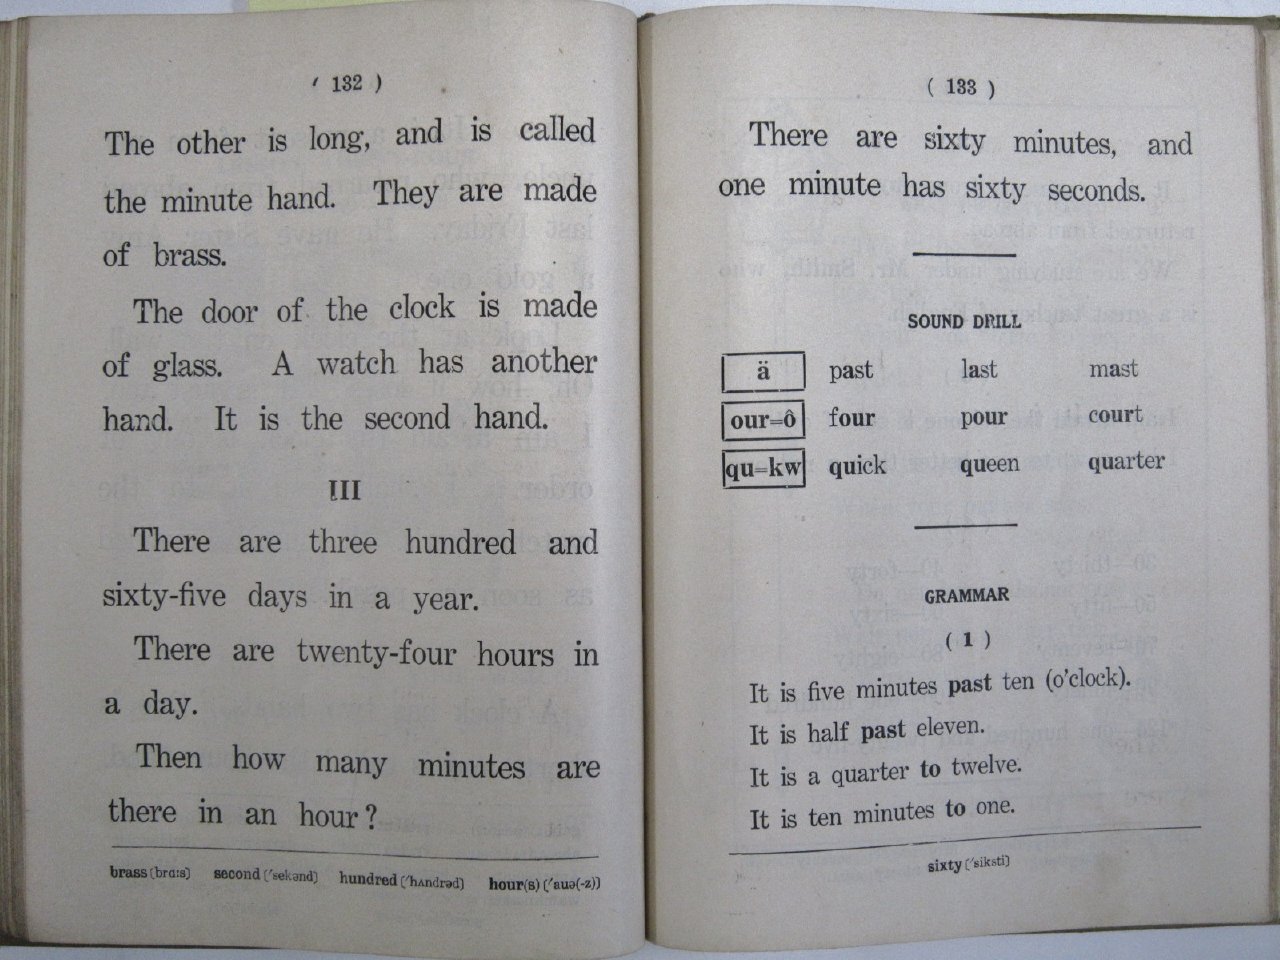 ( 132 )
The other is long, and is called
the minute hand. They are made
of brass.
The door of the clock is made
of glass. A watch has another
hand. It is the second hand.
III
There are three hundred and
sixty-five days in a year.
There are twenty-four hours in
a day.
Then how many minutes are
there in an hour?
brass [brɑːs] second [ˈsekənd] hundred [ˈhʌndrəd] hour(s) [ˈauə(-z)]
( 133 )
There are sixty minutes, and
one minute has sixty seconds.
SOUND DRILL
ä past last mast
our=ô four pour court
qu=kw quick queen quarter
GRAMMAR
( 1 )
It is five minutes past ten (o'clock).
It is half past eleven.
It is a quarter to twelve.
It is ten minutes to one.
sixty [ˈsiksti]